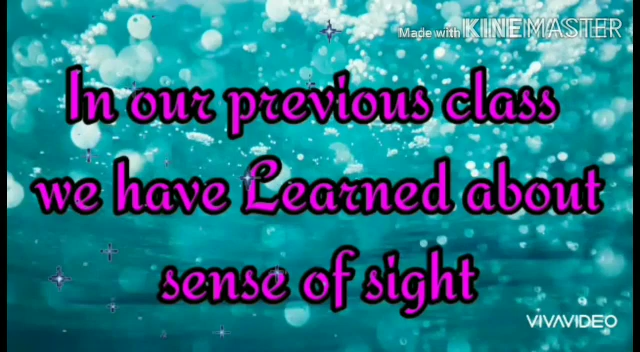 Made with KINEMASTER
In our previous class
we have Learned about
sense of sight
VIVAVIDEO